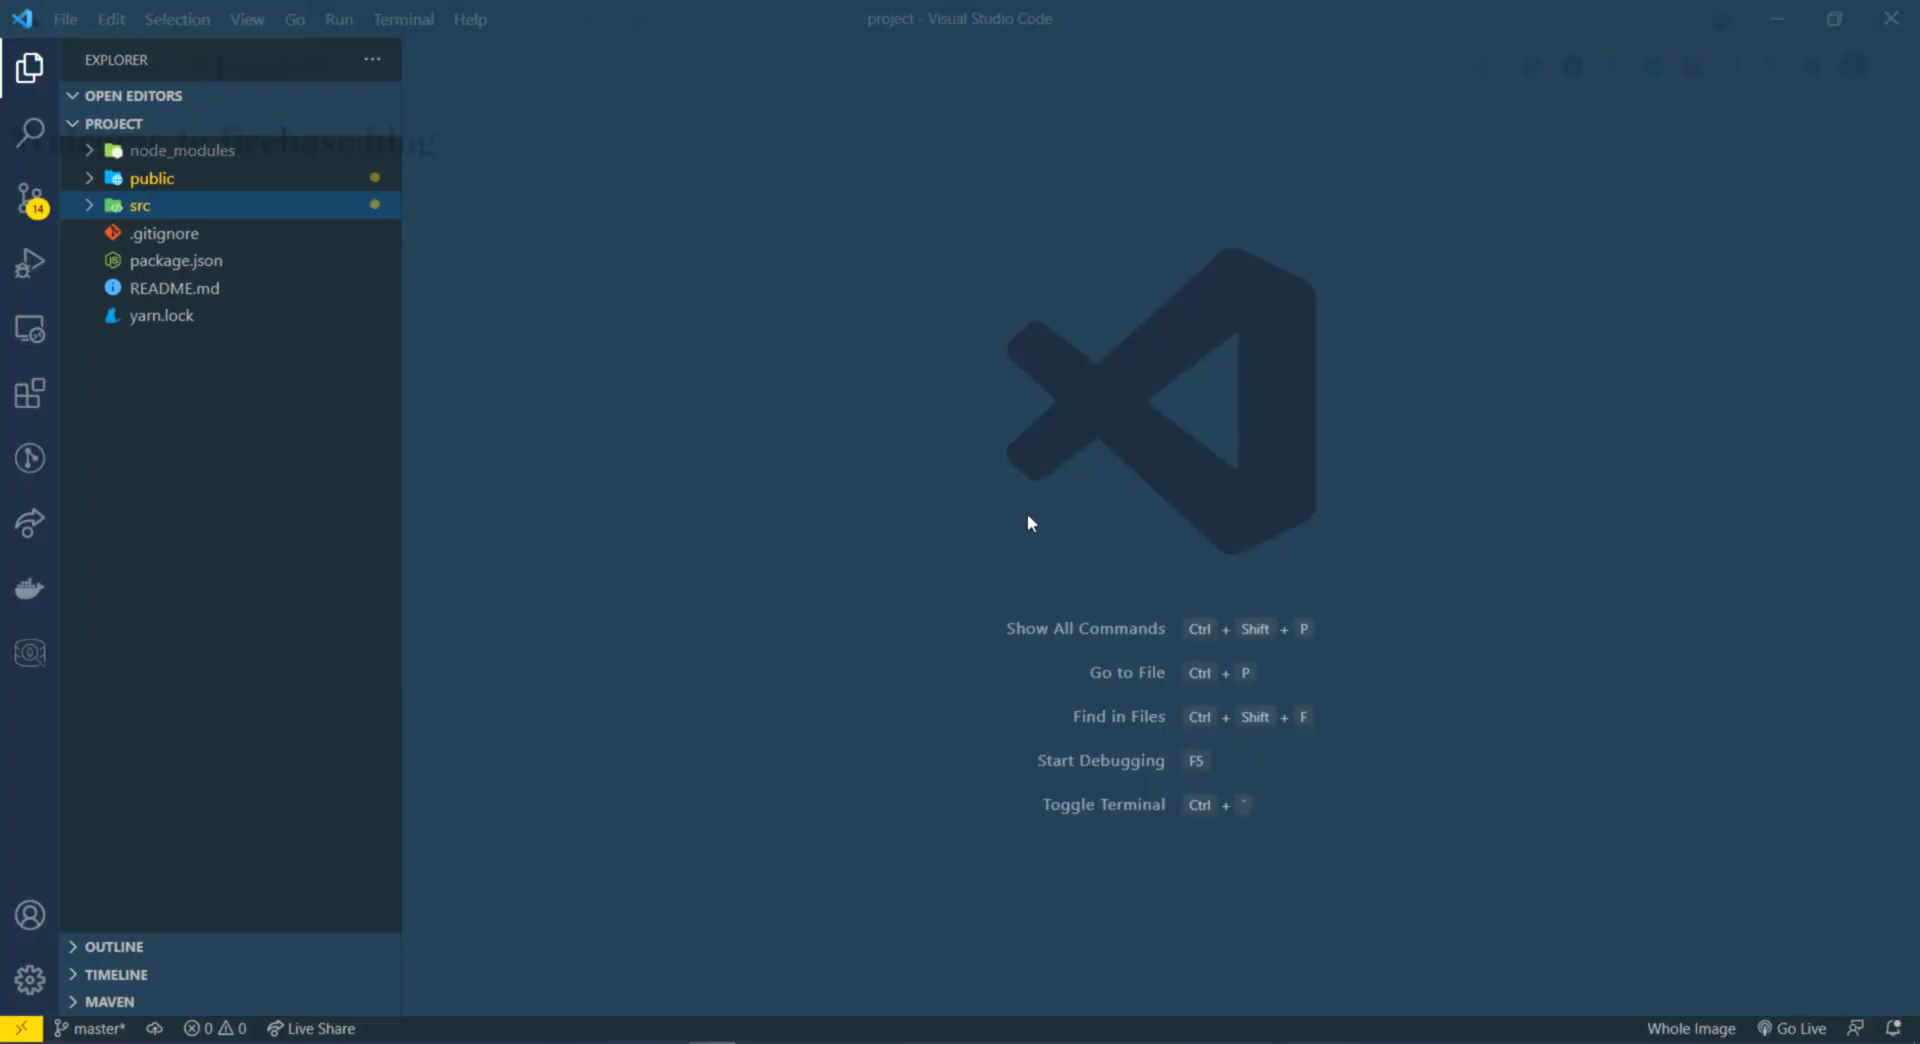 File Edit Selection View Go Run Terminal Help
project - Visual Studio Code
EXPLORER
OPEN EDITORS
PROJECT
to firebase blog
node_modules
public
src
.gitignore
package.json
README.md
yarn.lock
14
Show All Commands Ctrl + Shift + P
Go to File Ctrl + P
Find in Files Ctrl + Shift + F
Start Debugging F5
Toggle Terminal Ctrl + `
OUTLINE
TIMELINE
MAVEN
master* 0 0 Live Share
Whole Image Go Live